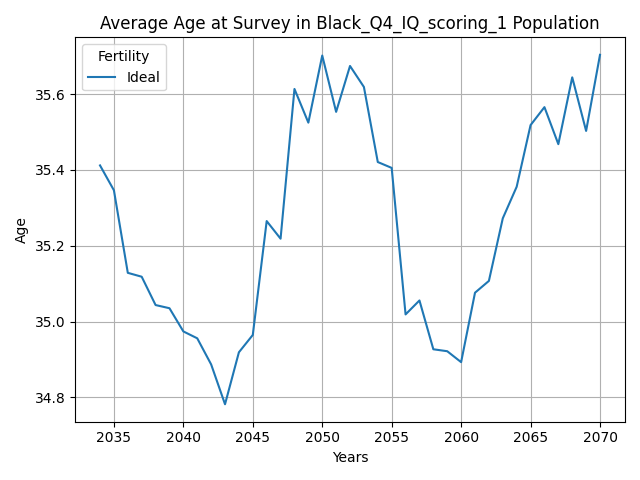 Average Age at Survey in Black_Q4_IQ_scoring_1 Population
Fertility
Ideal
35.6
35.4
35.2
35.0
34.8
Age
2035 2040 2045 2050 2055 2060 2065 2070
Years